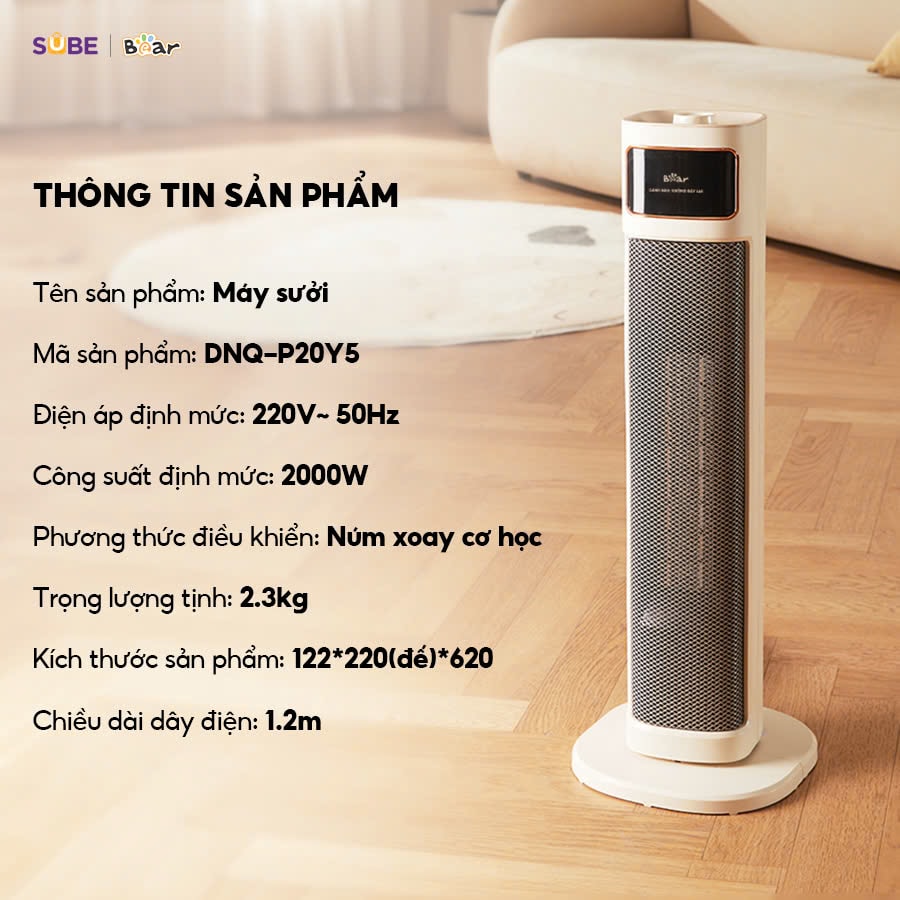 SUBE | Bear
THÔNG TIN SẢN PHẨM
Tên sản phẩm: Máy sưởi
Mã sản phẩm: DNQ-P20Y5
Điện áp định mức: 220V~ 50Hz
Công suất định mức: 2000W
Phương thức điều khiển: Núm xoay cơ học
Trọng lượng tịnh: 2.3kg
Kích thước sản phẩm: 122*220(đế)*620
Chiều dài dây điện: 1.2m
Bear